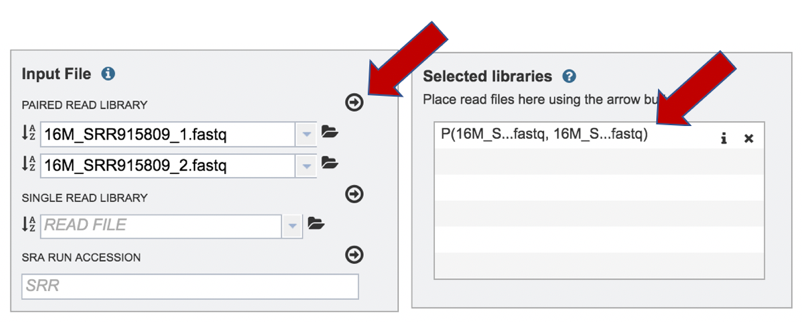 Input File
PAIRED READ LIBRARY
16M_SRR915809_1.fastq
16M_SRR915809_2.fastq
SINGLE READ LIBRARY
READ FILE
SRA RUN ACCESSION
SRR
Selected libraries
Place read files here using the arrow bu
P(16M_S...fastq, 16M_S...fastq)